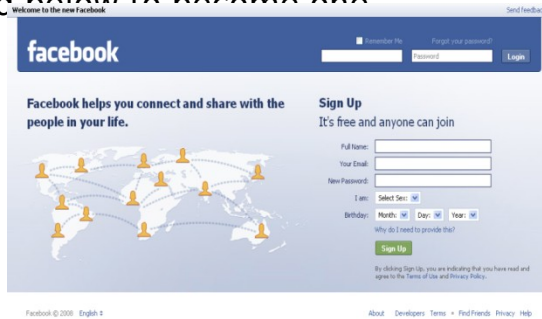 Welcome to the new Facebook
Send feedbac
facebook
Remember Me
Forgot your password?
Password
Login
Facebook helps you connect and share with the
people in your life.
Sign Up
It's free and anyone can join
Full Name:
Your Email:
New Password:
I am: Select Sex:
Birthday: Month: Day: Year:
Why do I need to provide this?
Sign Up
By clicking Sign Up, you are indicating that you have read and
agree to the Terms of Use and Privacy Policy.
Facebook © 2008 English
About Developers Terms • Find Friends Privacy Help